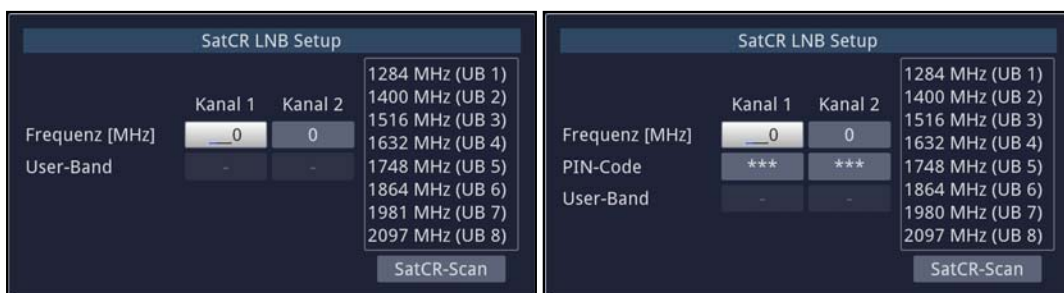 SatCR LNB Setup
Kanal 1 Kanal 2
Frequenz [MHz] __0 0
User-Band - -
1284 MHz (UB 1)
1400 MHz (UB 2)
1516 MHz (UB 3)
1632 MHz (UB 4)
1748 MHz (UB 5)
1864 MHz (UB 6)
1981 MHz (UB 7)
2097 MHz (UB 8)
SatCR-Scan
SatCR LNB Setup
Kanal 1 Kanal 2
Frequenz [MHz] __0 0
PIN-Code *** ***
User-Band - -
1284 MHz (UB 1)
1400 MHz (UB 2)
1516 MHz (UB 3)
1632 MHz (UB 4)
1748 MHz (UB 5)
1864 MHz (UB 6)
1980 MHz (UB 7)
2097 MHz (UB 8)
SatCR-Scan